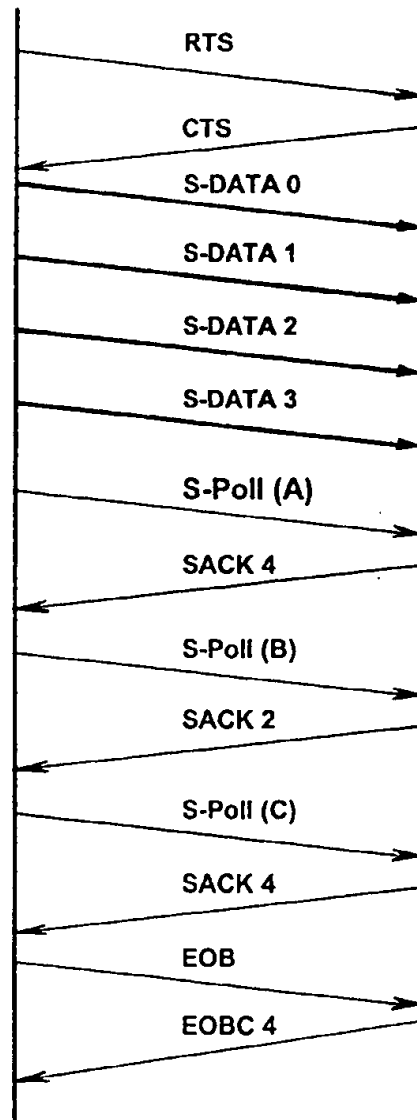 RTS
CTS
S-DATA 0
S-DATA 1
S-DATA 2
S-DATA 3
S-Poll (A)
SACK 4
S-Poll (B)
SACK 2
S-Poll (C)
SACK 4
EOB
EOBC 4